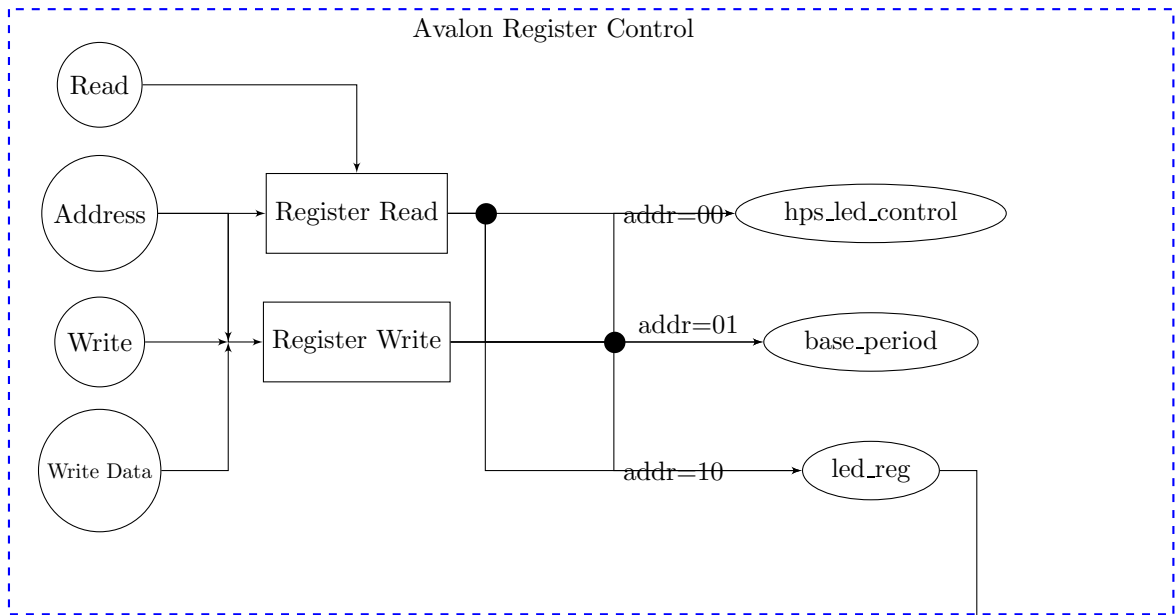 Avalon Register Control
Read
Address
Register Read
addr=00
hps_led_control
Write
Register Write
addr=01
base_period
Write Data
addr=10
led_reg